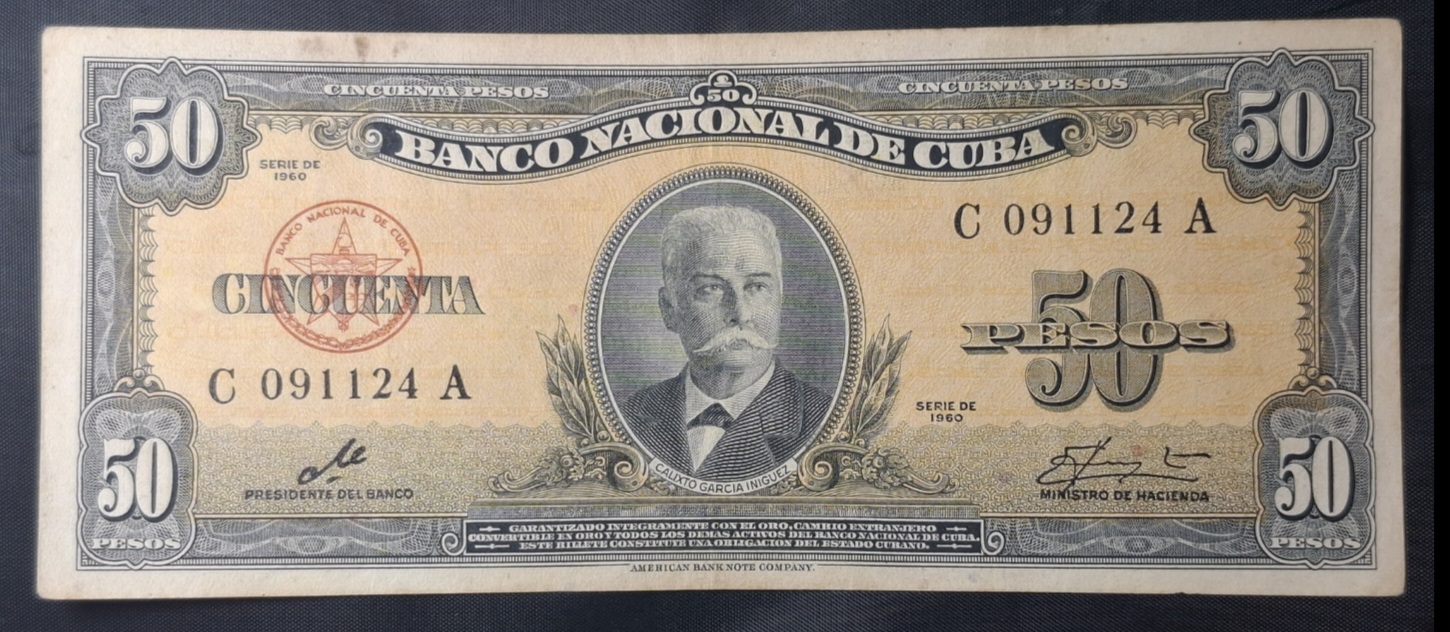 50
CINCUENTA PESOS
50
CINCUENTA PESOS
50
BANCO NACIONAL DE CUBA
SERIE DE
1960
BANCO NACIONAL DE CUBA
C 091124 A
CINCUENTA
50
PESOS
C 091124 A
SERIE DE
1960
che
PRESIDENTE DEL BANCO
CALIXTO GARCIA IÑIGUEZ
MINISTRO DE HACIENDA
50
PESOS
50
PESOS
GARANTIZADO INTEGRAMENTE CON EL ORO, CAMBIO EXTRANJERO
CONVERTIBLE EN ORO Y TODOS LOS DEMAS ACTIVOS DEL BANCO NACIONAL DE CUBA.
ESTE BILLETE CONSTITUYE UNA OBLIGACION DEL ESTADO CUBANO.
AMERICAN BANK NOTE COMPANY.